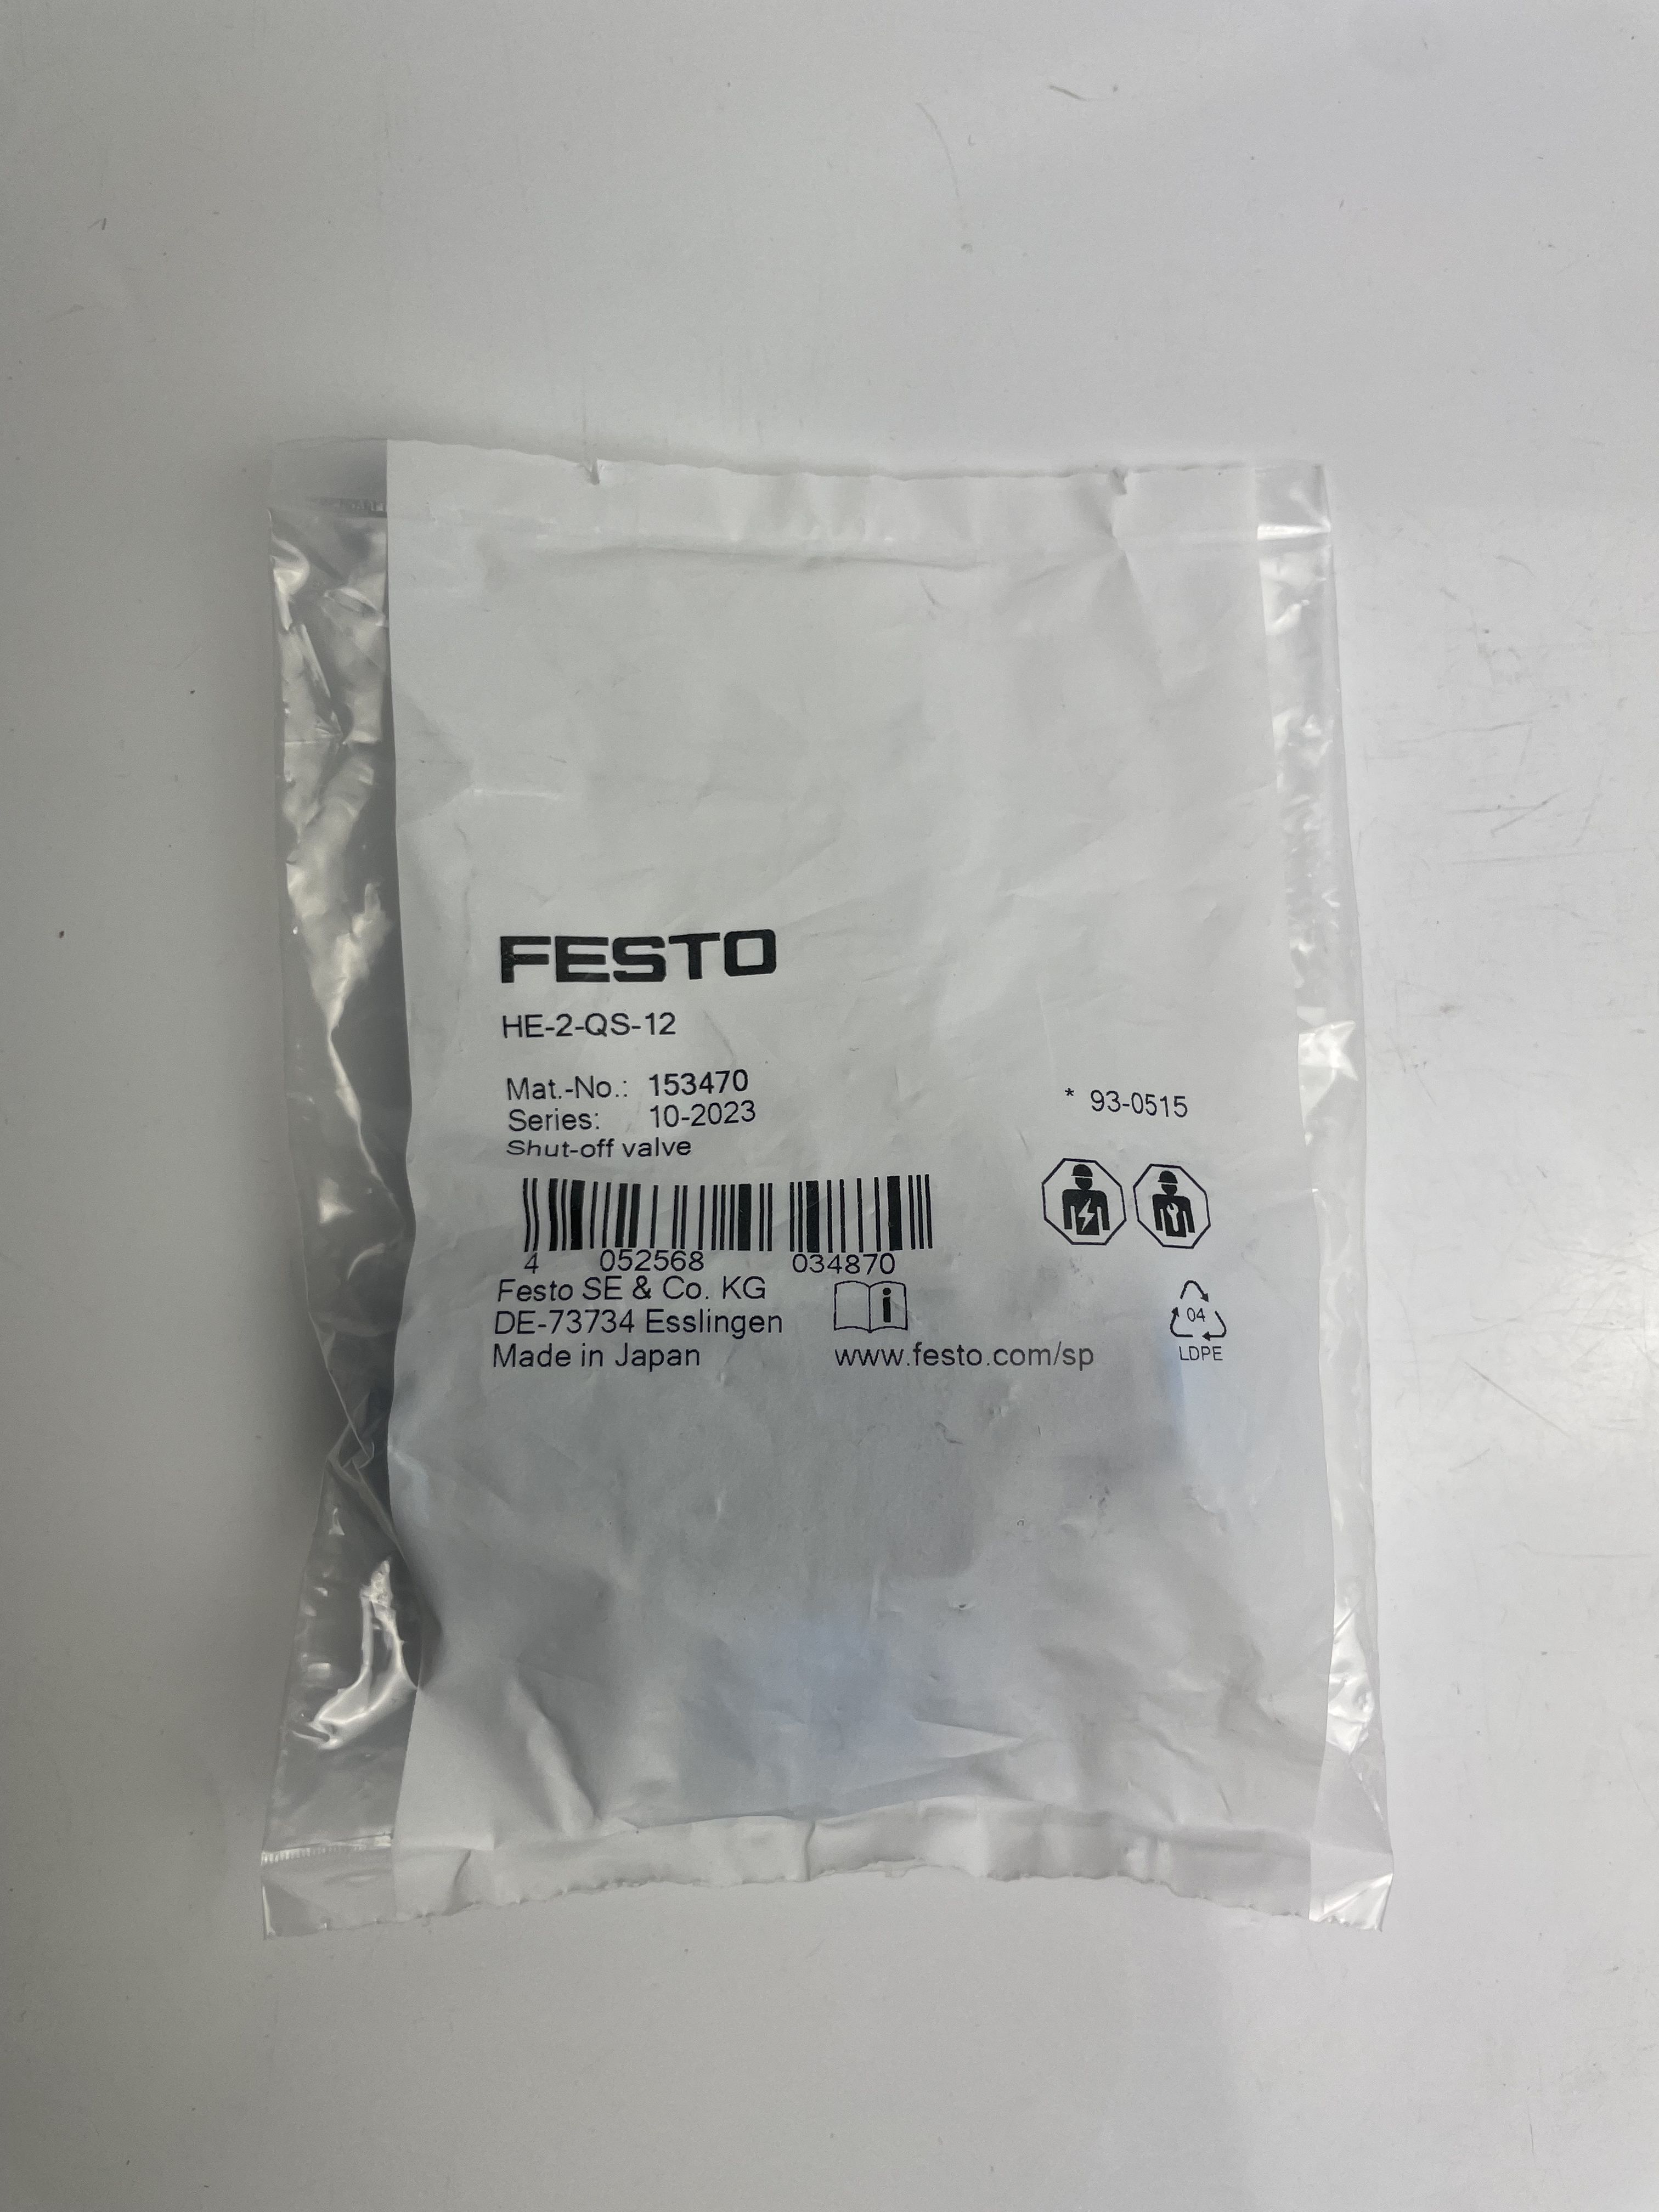 FESTO
HE-2-QS-12
Mat.-No.: 153470
Series: 10-2023
* 93-0515
Shut-off valve
4 052568 034870
Festo SE & Co. KG
DE-73734 Esslingen
Made in Japan
i
www.festo.com/sp
04
LDPE